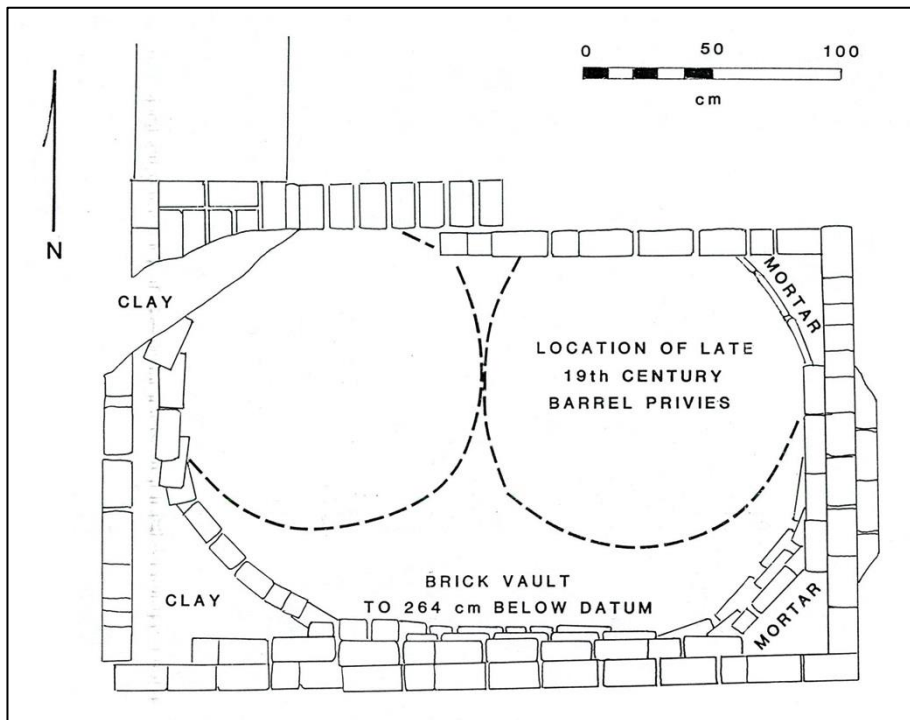 0 50 100
cm
N
CLAY
MORTAR
LOCATION OF LATE
19th CENTURY
BARREL PRIVIES
BRICK VAULT
TO 264 cm BELOW DATUM
CLAY
MORTAR